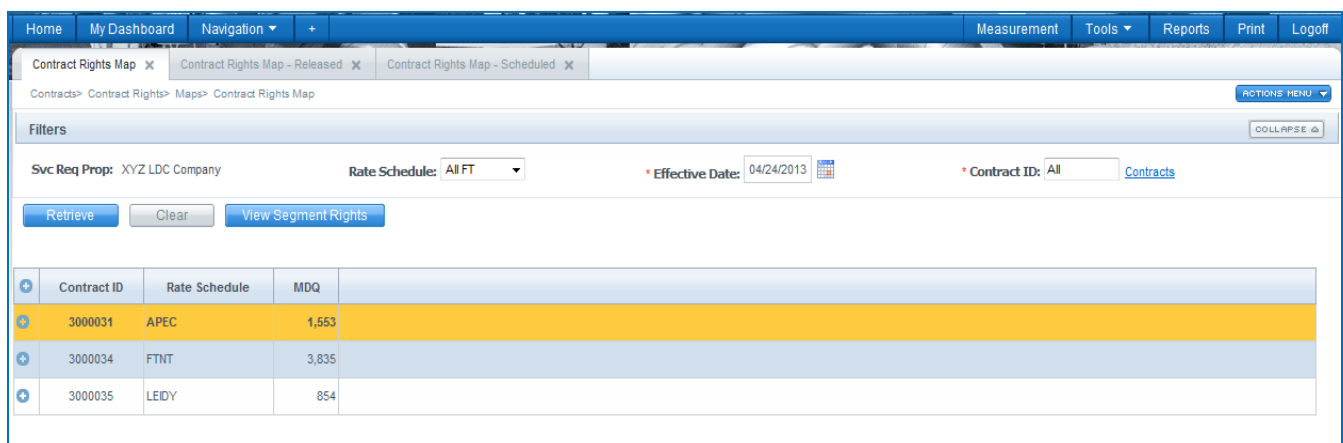 Home My Dashboard Navigation + Measurement Tools Reports Print Logoff
Contract Rights Map Contract Rights Map - Released Contract Rights Map - Scheduled
Contracts> Contract Rights> Maps> Contract Rights Map ACTIONS MENU
Filters COLLAPSE
Svc Req Prop: XYZ LDC Company Rate Schedule: All FT * Effective Date: 04/24/2013 * Contract ID: All Contracts
Retrieve Clear View Segment Rights
Contract ID Rate Schedule MDQ
3000031 APEC 1,553
3000034 FTNT 3,835
3000035 LEIDY 854